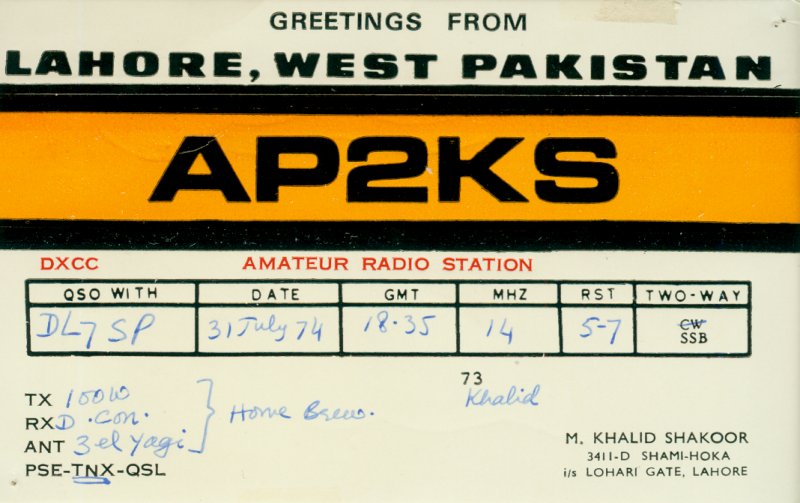 GREETINGS FROM
LAHORE, WEST PAKISTAN
AP2KS
DXCC AMATEUR RADIO STATION
QSO WITH DATE GMT MHZ RST TWO-WAY
DL7SP 31 July 74 18.35 14 5-7 CW
SSB
73
TX 100W
Khalid
RX D.Con.
Home Brew.
ANT 3el Yagi
PSE-TNX-QSL
M. KHALID SHAKOOR
3411-D SHAMI-HOKA
i/s LOHARI GATE, LAHORE